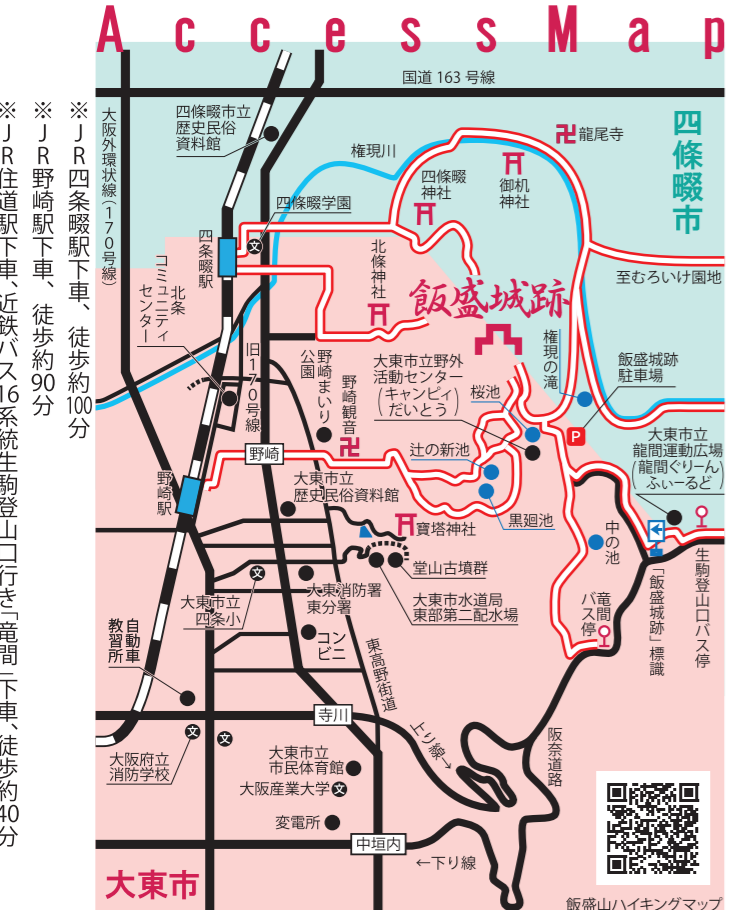 Access Map
※ＪＲ四条畷駅下車、徒歩約100分
※ＪＲ野崎駅下車、徒歩約90分
※ＪＲ住道駅下車、近鉄バス16系統生駒登山口行き「竜間」下車、徒歩約40分
国道163号線
大阪外環状線（170号線）
四條畷市立
歴史民俗
資料館
権現川
龍尾寺
四條畷市
四條畷
神社
御机
神社
四條畷学園
四条畷駅
北條神社
至むろいけ園地
飯盛城跡
北条
コミュニティ
センター
旧170号線
野崎まいり
公園
野崎観音
大東市立野外
活動センター
（キャンピィ
だいとう）
桜池
権現の滝
飯盛城跡
駐車場
P
辻の新池
大東市立
龍間運動広場
（龍間ぐりーん
ふぃーるど）
野崎
野崎駅
大東市立
歴史民俗資料館
黒廻池
寶塔神社
中の池
堂山古墳群
大東市水道局
東部第二配水場
大東市立
四条小
文
大東消防署
東分署
コン
ビニ
竜間
バス停
「飯盛城跡」標識
生駒登山口バス停
自動車
教習所
東高野街道
寺川
上り線→
阪奈道路
大阪府立
消防学校
文
文
大東市立
市民体育館
大阪産業大学
文
変電所
中垣内
←下り線
大東市
飯盛山ハイキングマップ
文